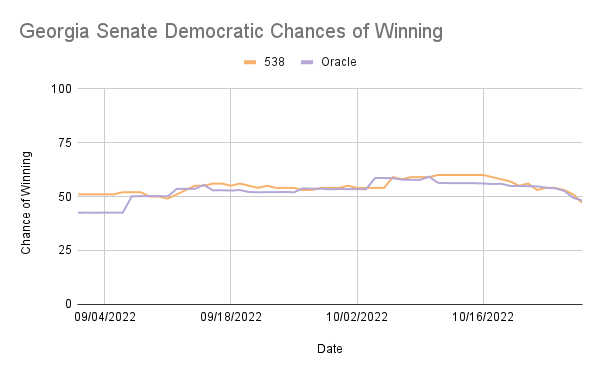 Georgia Senate Democratic Chances of Winning
538 Oracle
100
75
50
25
0
Chance of Winning
09/04/2022 09/18/2022 10/02/2022 10/16/2022
Date